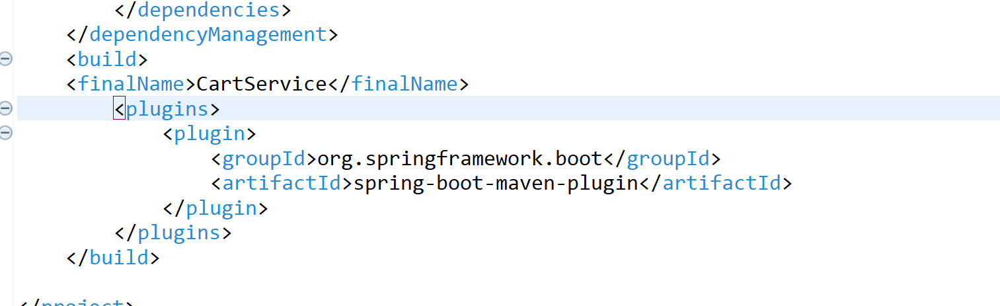 </dependencies>
</dependencyManagement>
<build>
<finalName>CartService</finalName>
<plugins>
<plugin>
<groupId>org.springframework.boot</groupId>
<artifactId>spring-boot-maven-plugin</artifactId>
</plugin>
</plugins>
</build>
</project>